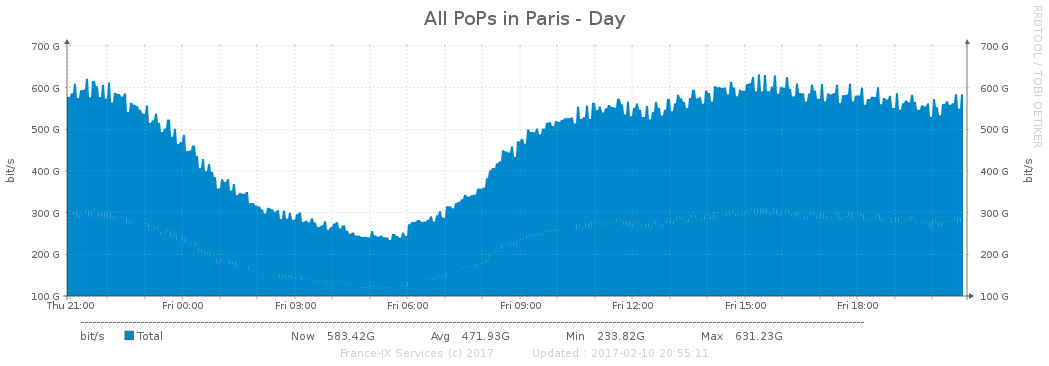 All PoPs in Paris - Day
RRDTOOL / TOBI OETIKER
700 G 700 G
600 G 600 G
500 G 500 G
bit/s bit/s
400 G 400 G
300 G 300 G
200 G 200 G
100 G 100 G
Thu 21:00 Fri 00:00 Fri 03:00 Fri 06:00 Fri 09:00 Fri 12:00 Fri 15:00 Fri 18:00
bit/s Total Now 583.42G Avg 471.93G Min 233.82G Max 631.23G
France-IX Services (c) 2017 Updated : 2017-02-10 20:55:11